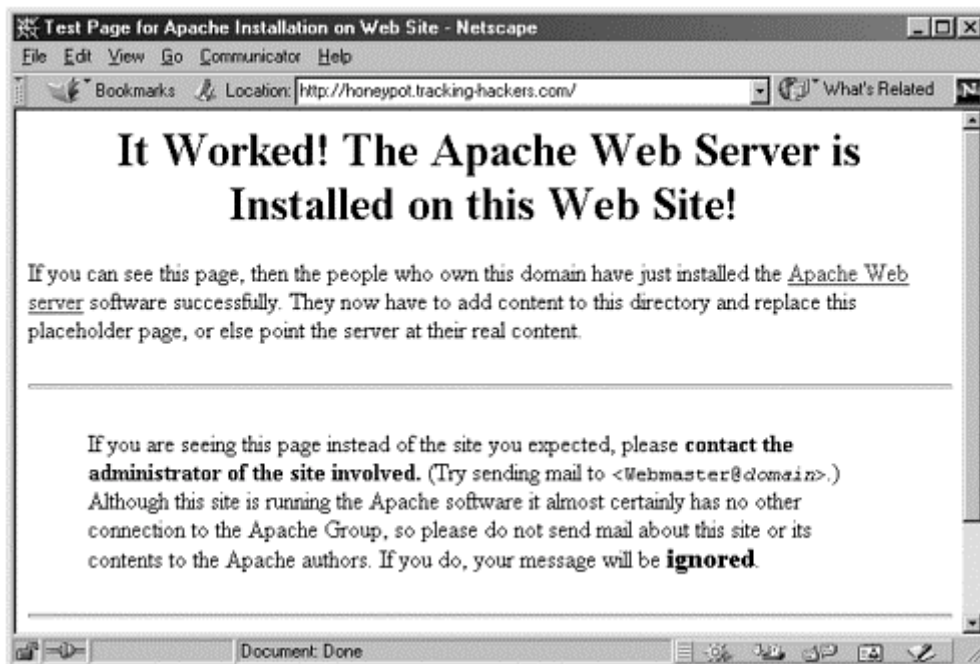 Test Page for Apache Installation on Web Site - Netscape
File Edit View Go Communicator Help
Bookmarks Location: http://honeypot.tracking-hackers.com/ What's Related N
It Worked! The Apache Web Server is
Installed on this Web Site!
If you can see this page, then the people who own this domain have just installed the Apache Web
server software successfully. They now have to add content to this directory and replace this
placeholder page, or else point the server at their real content.
If you are seeing this page instead of the site you expected, please contact the
administrator of the site involved. (Try sending mail to <Webmaster@domain>.)
Although this site is running the Apache software it almost certainly has no other
connection to the Apache Group, so please do not send mail about this site or its
contents to the Apache authors. If you do, your message will be ignored.
Document: Done